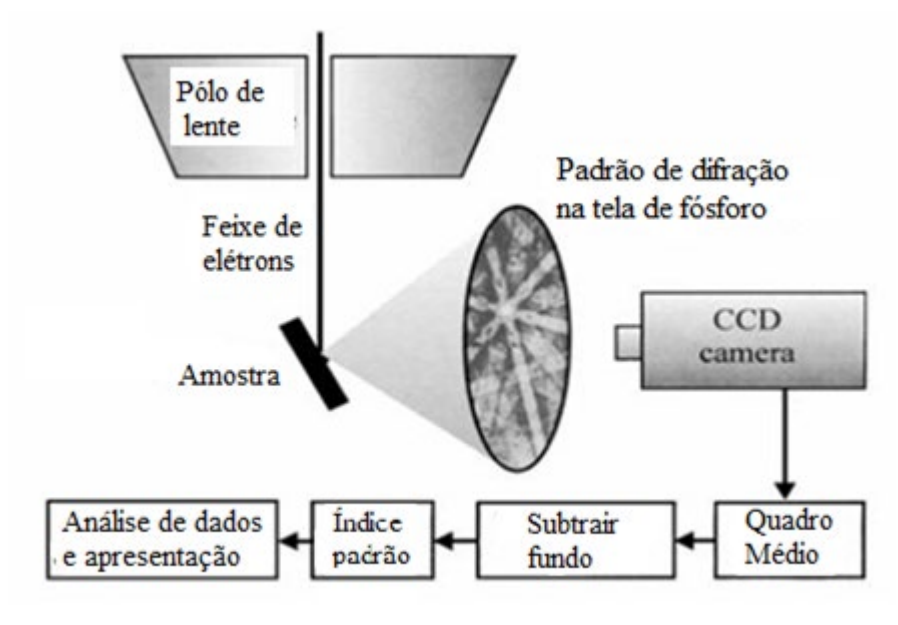 Pólo de
lente
Padrão de difração
na tela de fósforo
Feixe de
elétrons
CCD
camera
Amostra
Análise de dados
e apresentação
Índice
padrão
Subtrair
fundo
Quadro
Médio